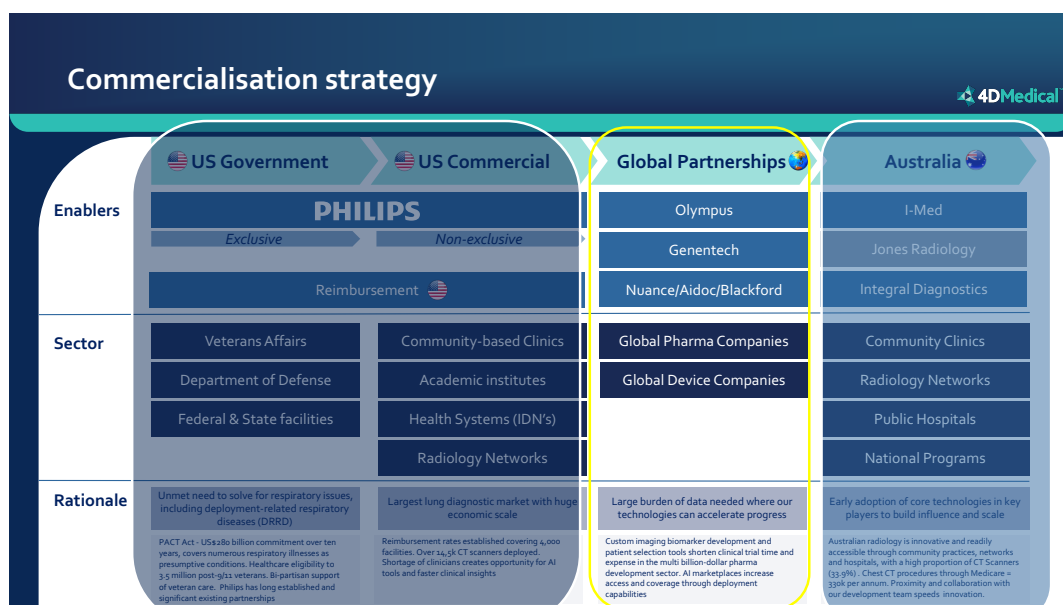 Commercialisation strategy
4DMedical
US Government
US Commercial
Global Partnerships
Australia
Enablers
PHILIPS
Exclusive
Non-exclusive
Reimbursement
Olympus
Genentech
Nuance/Aidoc/Blackford
I-Med
Jones Radiology
Integral Diagnostics
Sector
Veterans Affairs
Department of Defense
Federal & State facilities
Community-based Clinics
Academic institutes
Health Systems (IDN's)
Radiology Networks
Global Pharma Companies
Global Device Companies
Community Clinics
Radiology Networks
Public Hospitals
National Programs
Rationale
Unmet need to solve for respiratory issues,
including deployment-related respiratory
diseases (DRRD)
Largest lung diagnostic market with huge
economic scale
Large burden of data needed where our
technologies can accelerate progress
Early adoption of core technologies in key
players to build influence and scale
PACT Act - US$280 billion commitment over ten
years, covers numerous respiratory illnesses as
presumptive conditions. Healthcare eligibility to
3.5 million post-9/11 veterans. Bi-partisan support
of veteran care. Philips has long established and
significant existing partnerships
Reimbursement rates established covering 4,000
facilities. Over 14,5k CT scanners deployed.
Shortage of clinicians creates opportunity for AI
tools and faster clinical insights
Custom imaging biomarker development and
patient selection tools shorten clinical trial time and
expense in the multi billion-dollar pharma
development sector. AI marketplaces increase
access and coverage through deployment
capabilities
Australian radiology is innovative and readily
accessible through community practices, networks
and hospitals, with a high proportion of CT Scanners
(33.9%) . Chest CT procedures through Medicare =
330k per annum. Proximity and collaboration with
our development team speeds innovation.